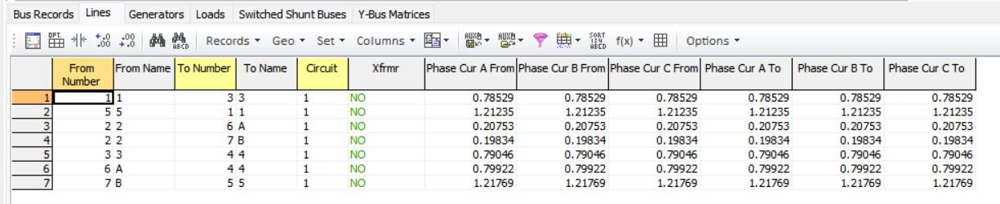 Bus Records Lines Generators Loads Switched Shunt Buses Y-Bus Matrices
Records Geo Set Columns AUXB AUXB SORT 124 ABCD f(x) Options
From Number From Name To Number To Name Circuit Xfrmr Phase Cur A From Phase Cur B From Phase Cur C From Phase Cur A To Phase Cur B To Phase Cur C To
1 1 1 3 3 1 NO 0.78529 0.78529 0.78529 0.78529 0.78529 0.78529
2 5 5 1 1 1 NO 1.21235 1.21235 1.21235 1.21235 1.21235 1.21235
3 2 2 6 A 1 NO 0.20753 0.20753 0.20753 0.20753 0.20753 0.20753
4 2 2 7 B 1 NO 0.19834 0.19834 0.19834 0.19834 0.19834 0.19834
5 3 3 4 4 1 NO 0.79046 0.79046 0.79046 0.79046 0.79046 0.79046
6 6 A 4 4 1 NO 0.79922 0.79922 0.79922 0.79922 0.79922 0.79922
7 7 B 5 5 1 NO 1.21769 1.21769 1.21769 1.21769 1.21769 1.21769